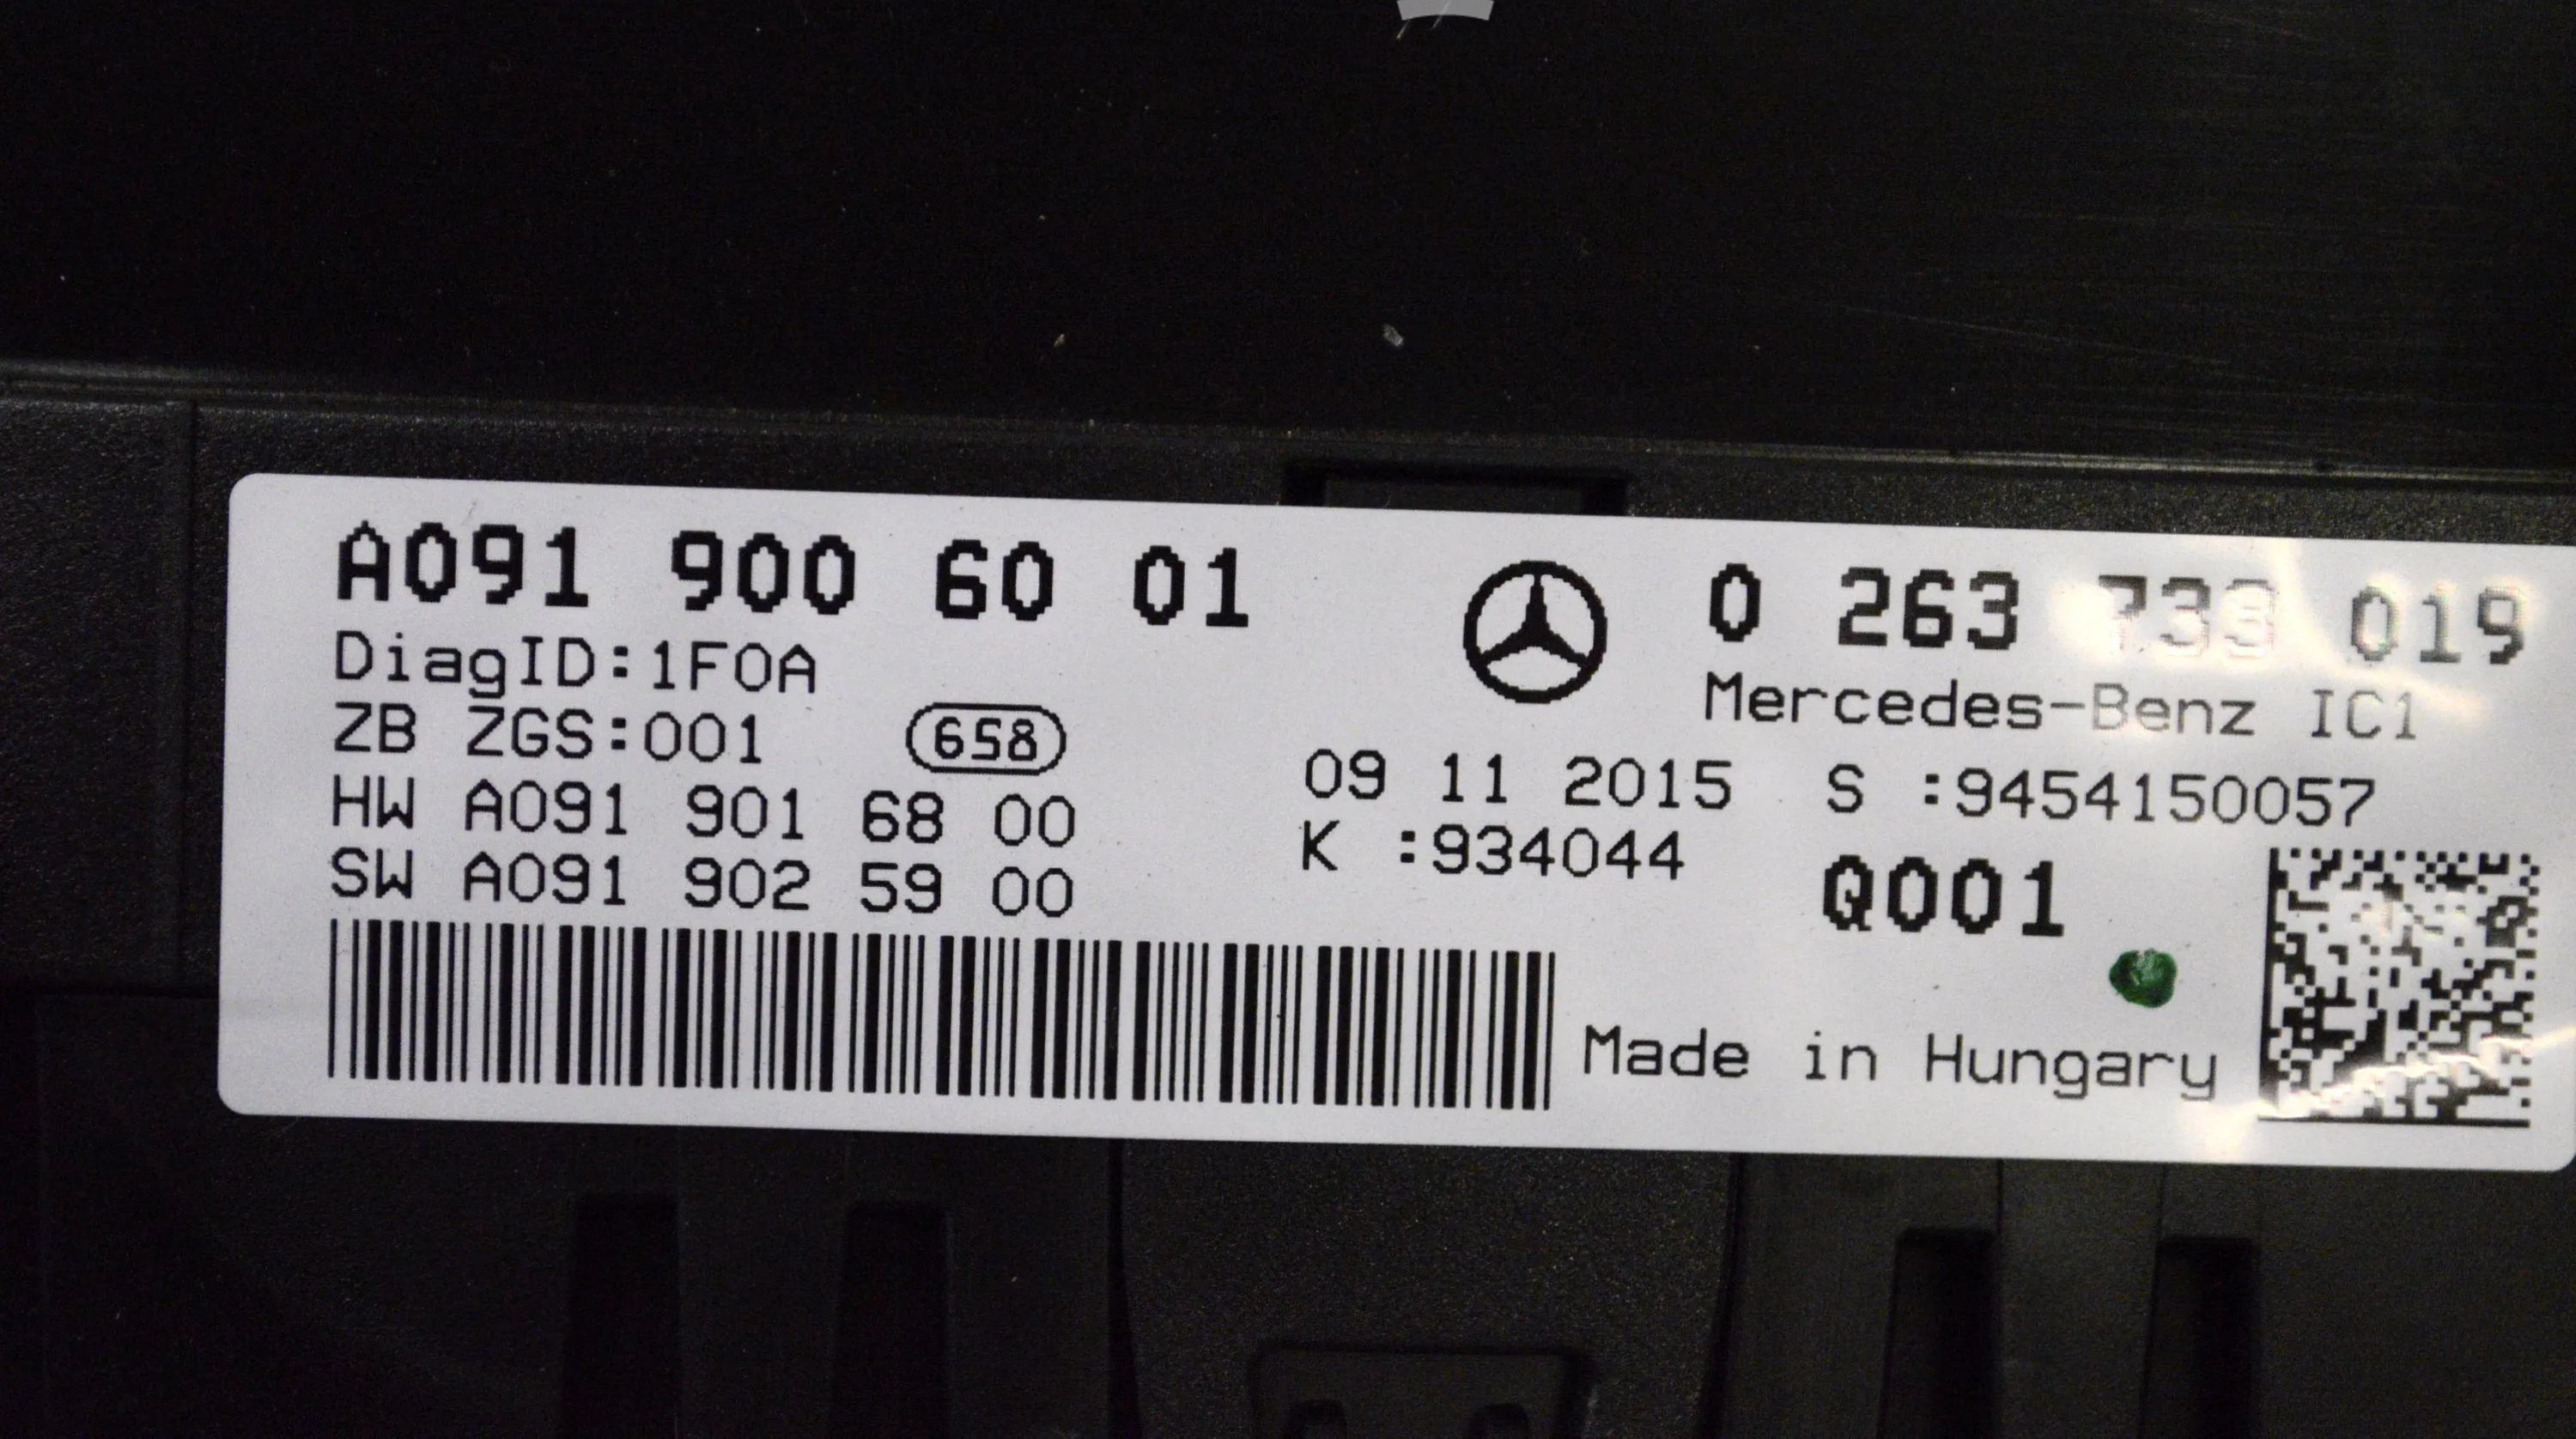 A091 900 60 01
DiagID:1F0A
ZB ZGS:001 658
HW A091 901 68 00
SW A091 902 59 00
0 263 733 019
Mercedes-Benz IC1
09 11 2015 S :9454150057
K :934044
Q001
Made in Hungary